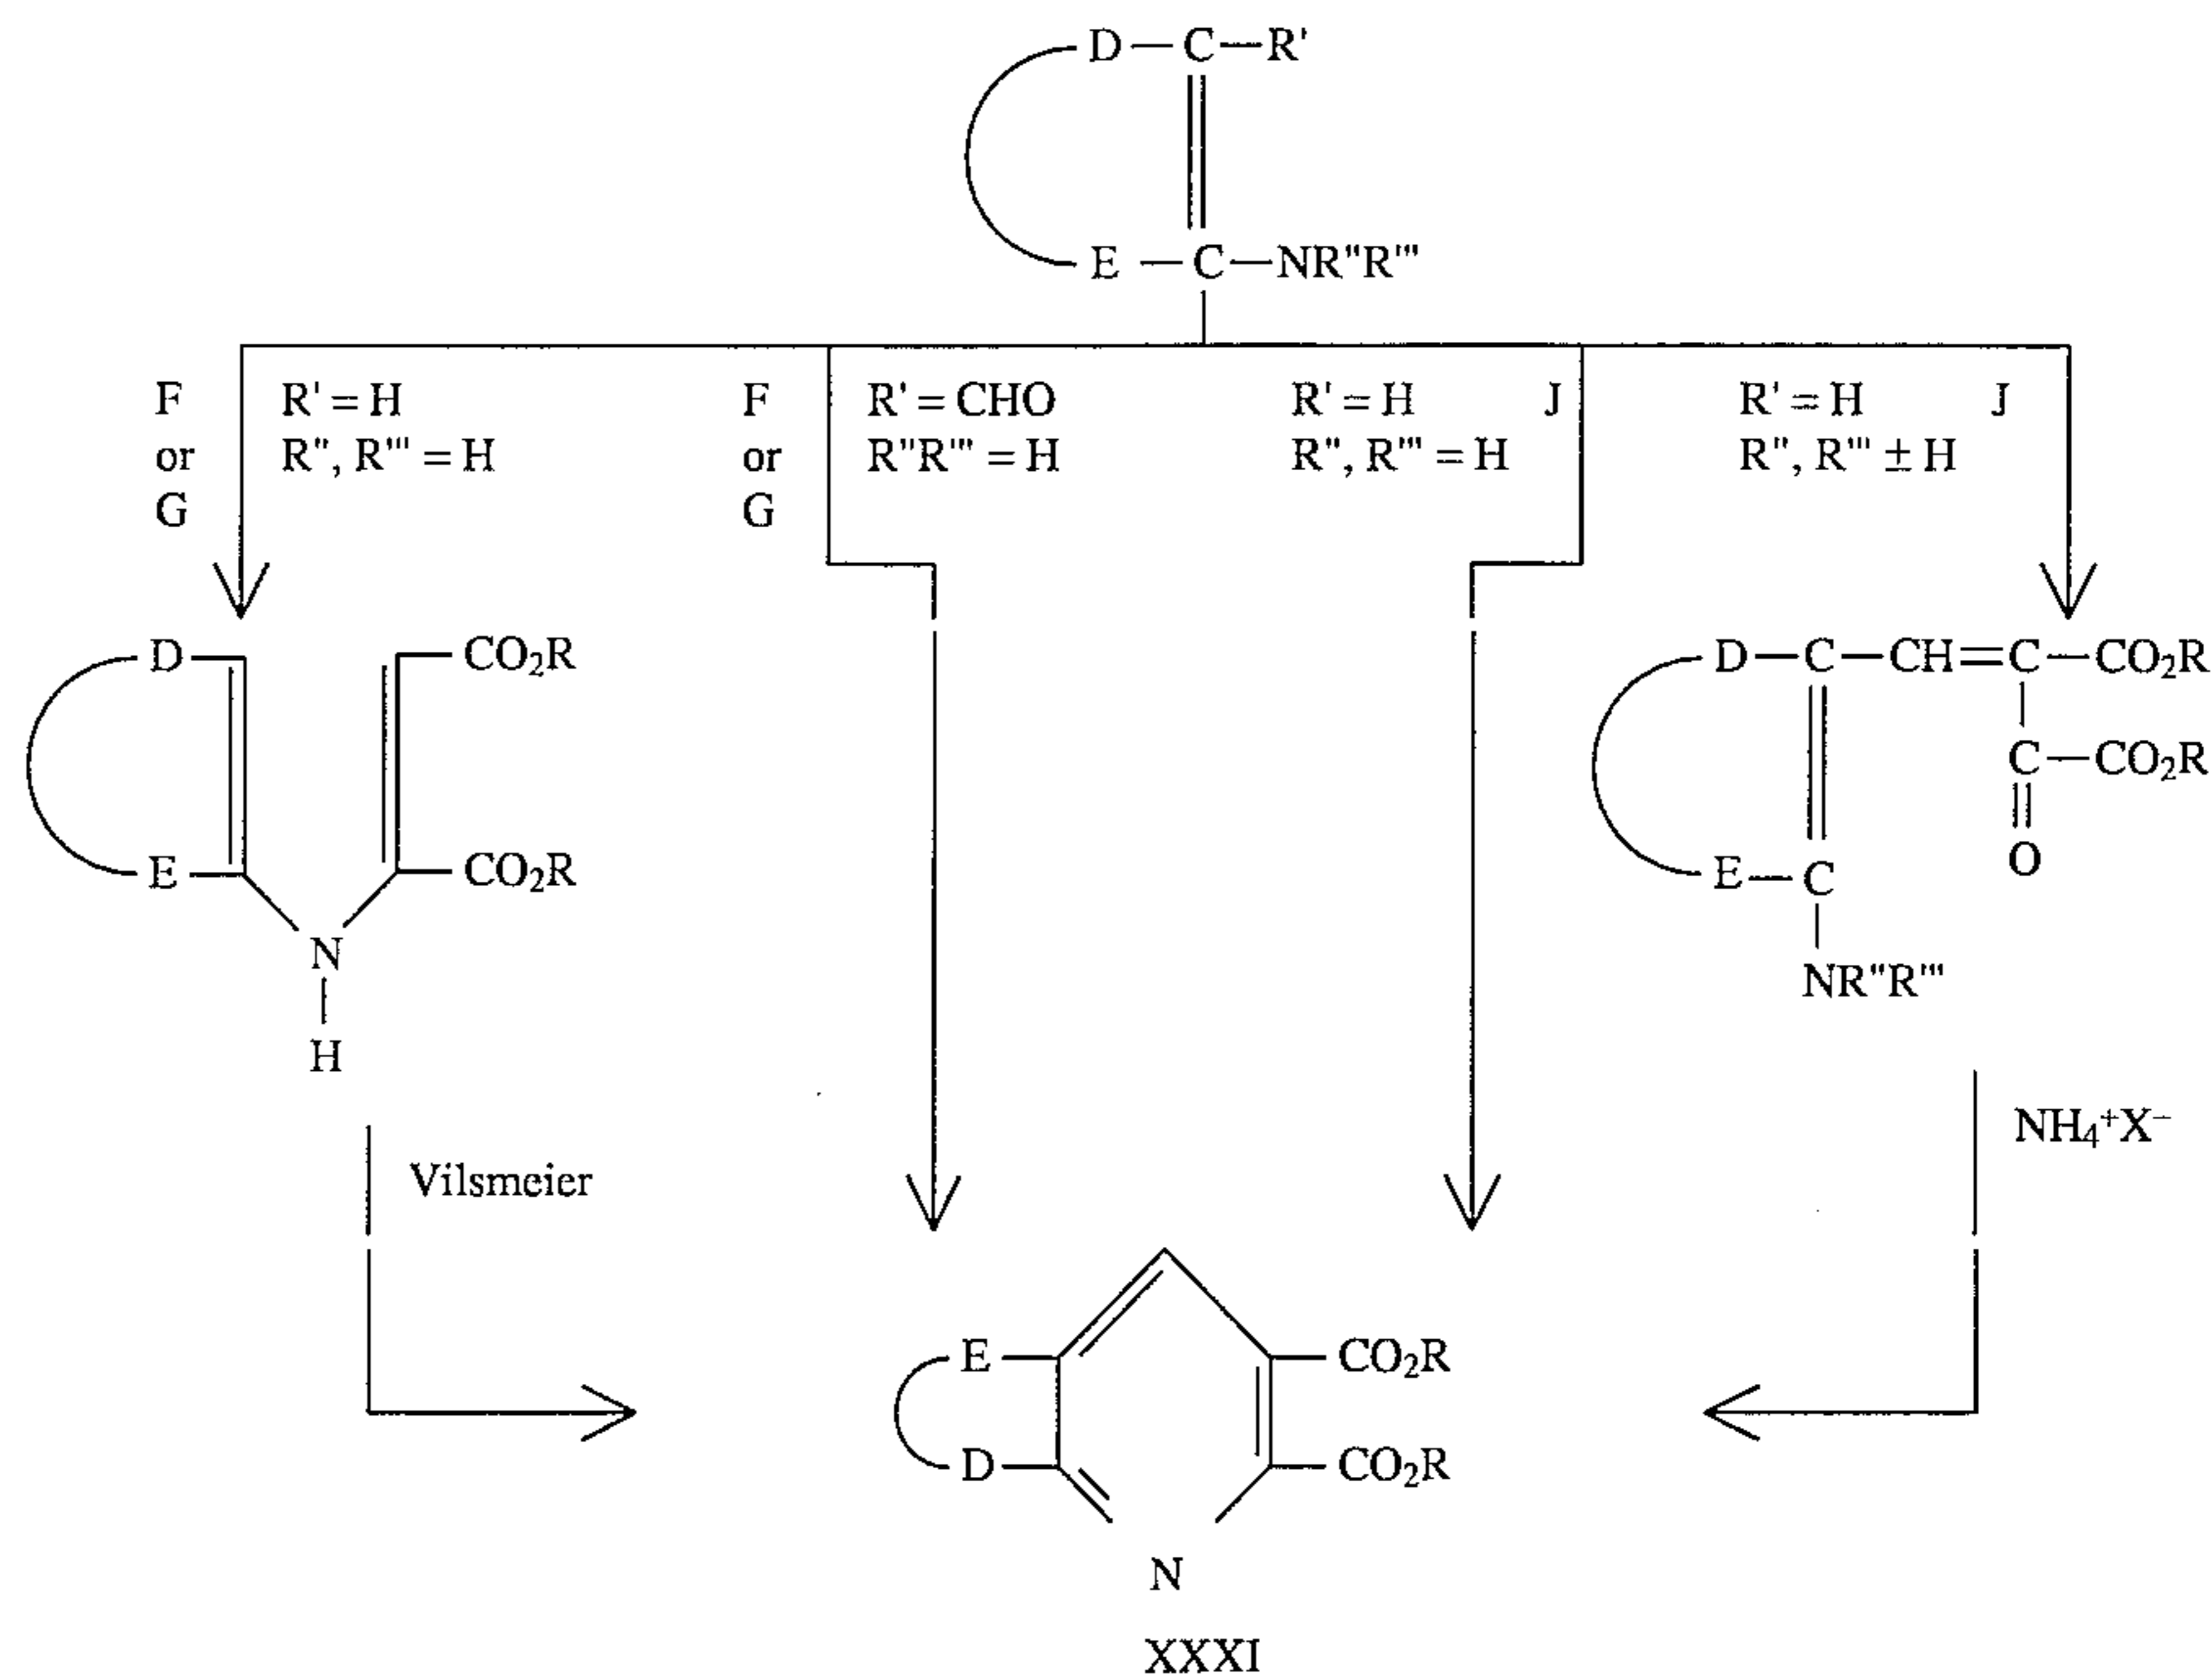 D—C—R'
E—C—NR"R'"
F R'=H F R'=CHO R'=H J R'=H J
or R", R'"=H or R"R'"=H R", R'"=H R", R'"±H
G G
D CO₂R D—C—CH=C—CO₂R
C—CO₂R
E CO₂R E—C O
N NR"R'"
H
Vilsmeier NH₄⁺X⁻
E CO₂R
D CO₂R
N
XXXI